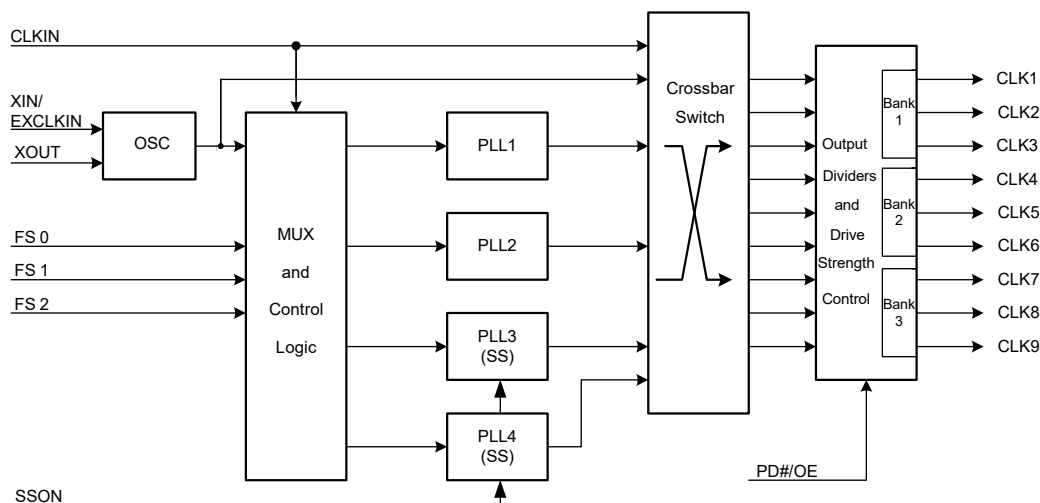 CLKIN
XIN/
EXCLKIN
XOUT
OSC
FS 0
FS 1
FS 2
SSON
MUX
and
Control
Logic
PLL1
PLL2
PLL3
(SS)
PLL4
(SS)
Crossbar
Switch
Output
Dividers
and
Drive
Strength
Control
Bank
1
Bank
2
Bank
3
CLK1
CLK2
CLK3
CLK4
CLK5
CLK6
CLK7
CLK8
CLK9
PD#/OE